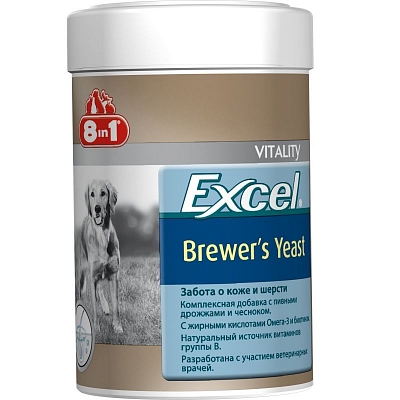 8in1
VITALITY
Excel
Brewer's Yeast
Забота о коже и шерсти
Комплексная добавка с пивными
дрожжами и чесноком.
С жирными кислотами Омега-3 и биотином.
Натуральный источник витаминов
группы В.
Разработана с участием ветеринарных
врачей.